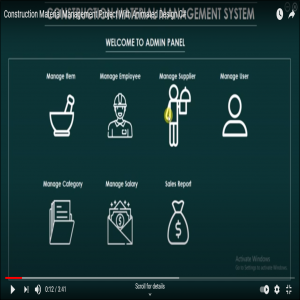 Construction Material Management Project With Animated Design C#
CONSTRUCTION MATERIAL MANAGEMENT SYSTEM
WELCOME TO ADMIN PANEL
Manage Item Manage Employee Manage Supplier Manage User
Manage Category Manage Salary Sales Report
Activate Windows
Go to Settings to activate Windows.
0:12 / 2:41
Scroll for details